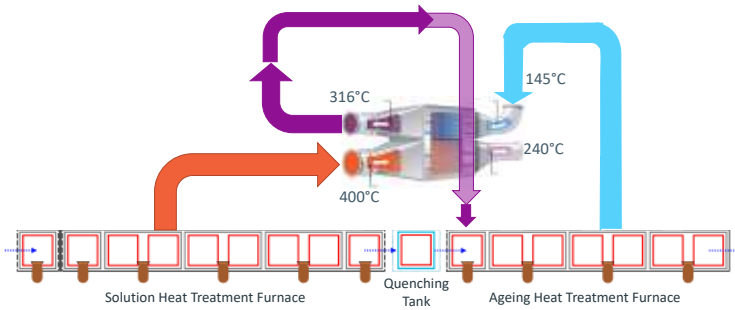 316°C
145°C
240°C
400°C
Solution Heat Treatment Furnace
Quenching
Tank
Ageing Heat Treatment Furnace